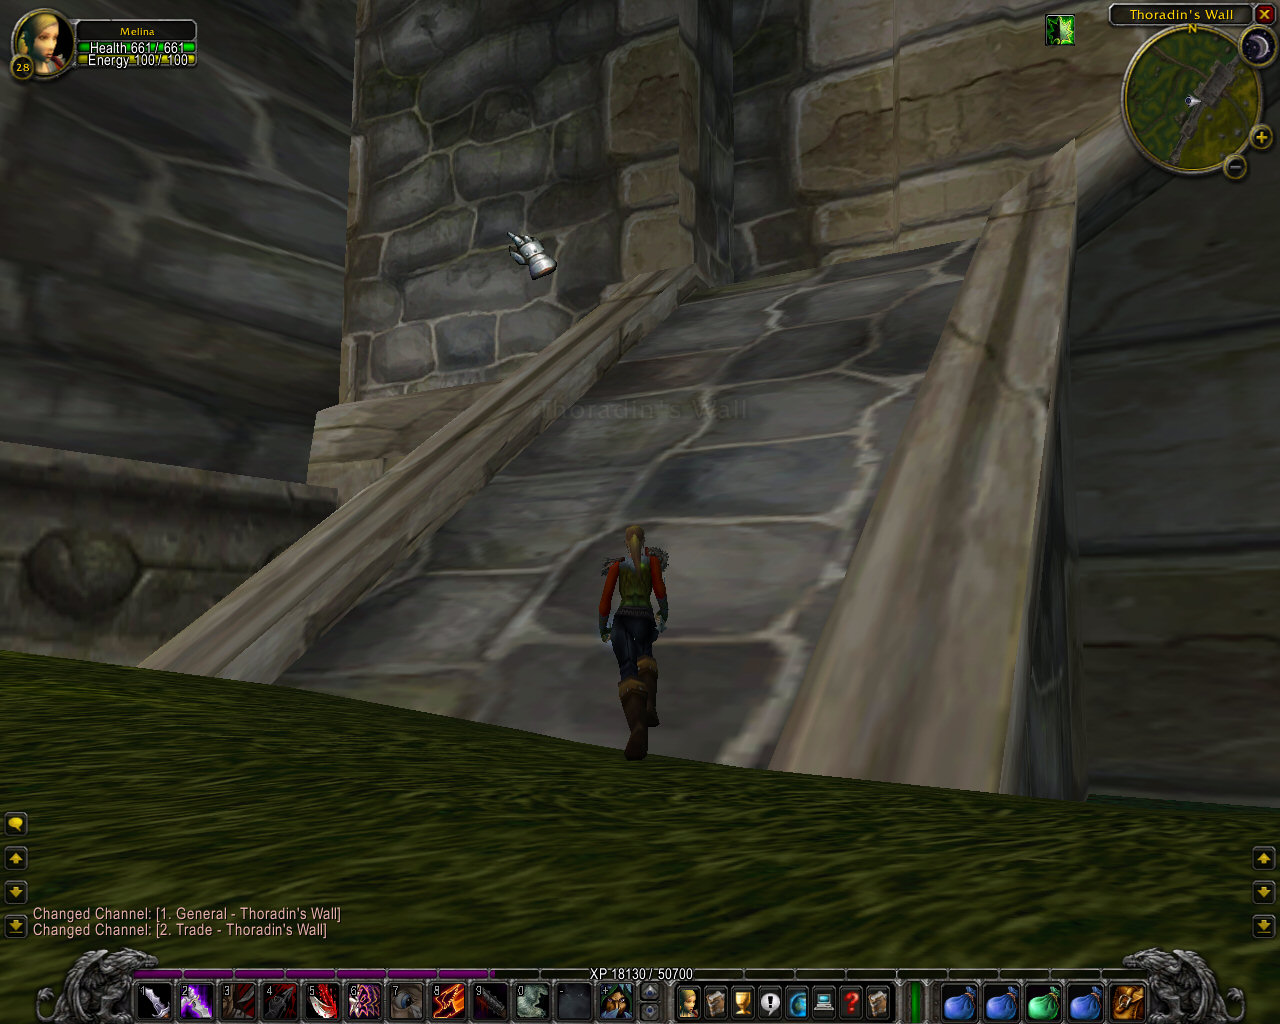 Melina
Health 661 / 661
Energy 100 / 100
28
Thoradin's Wall
N
Thoradin's Wall
Changed Channel: [1. General - Thoradin's Wall]
Changed Channel: [2. Trade - Thoradin's Wall]
XP 18130 / 50700
1 2 3 4 5 6 7 8 9 0 - +